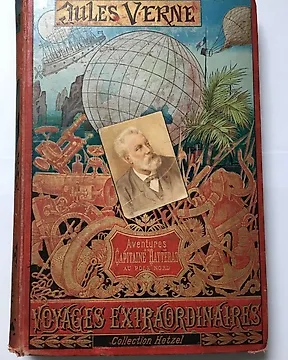 JULES VERNE
Aventures
DU
CAPITAINE HATTERAS
AU POLE NORD
VOYAGES EXTRAORDINAIRES
Collection Hetzel